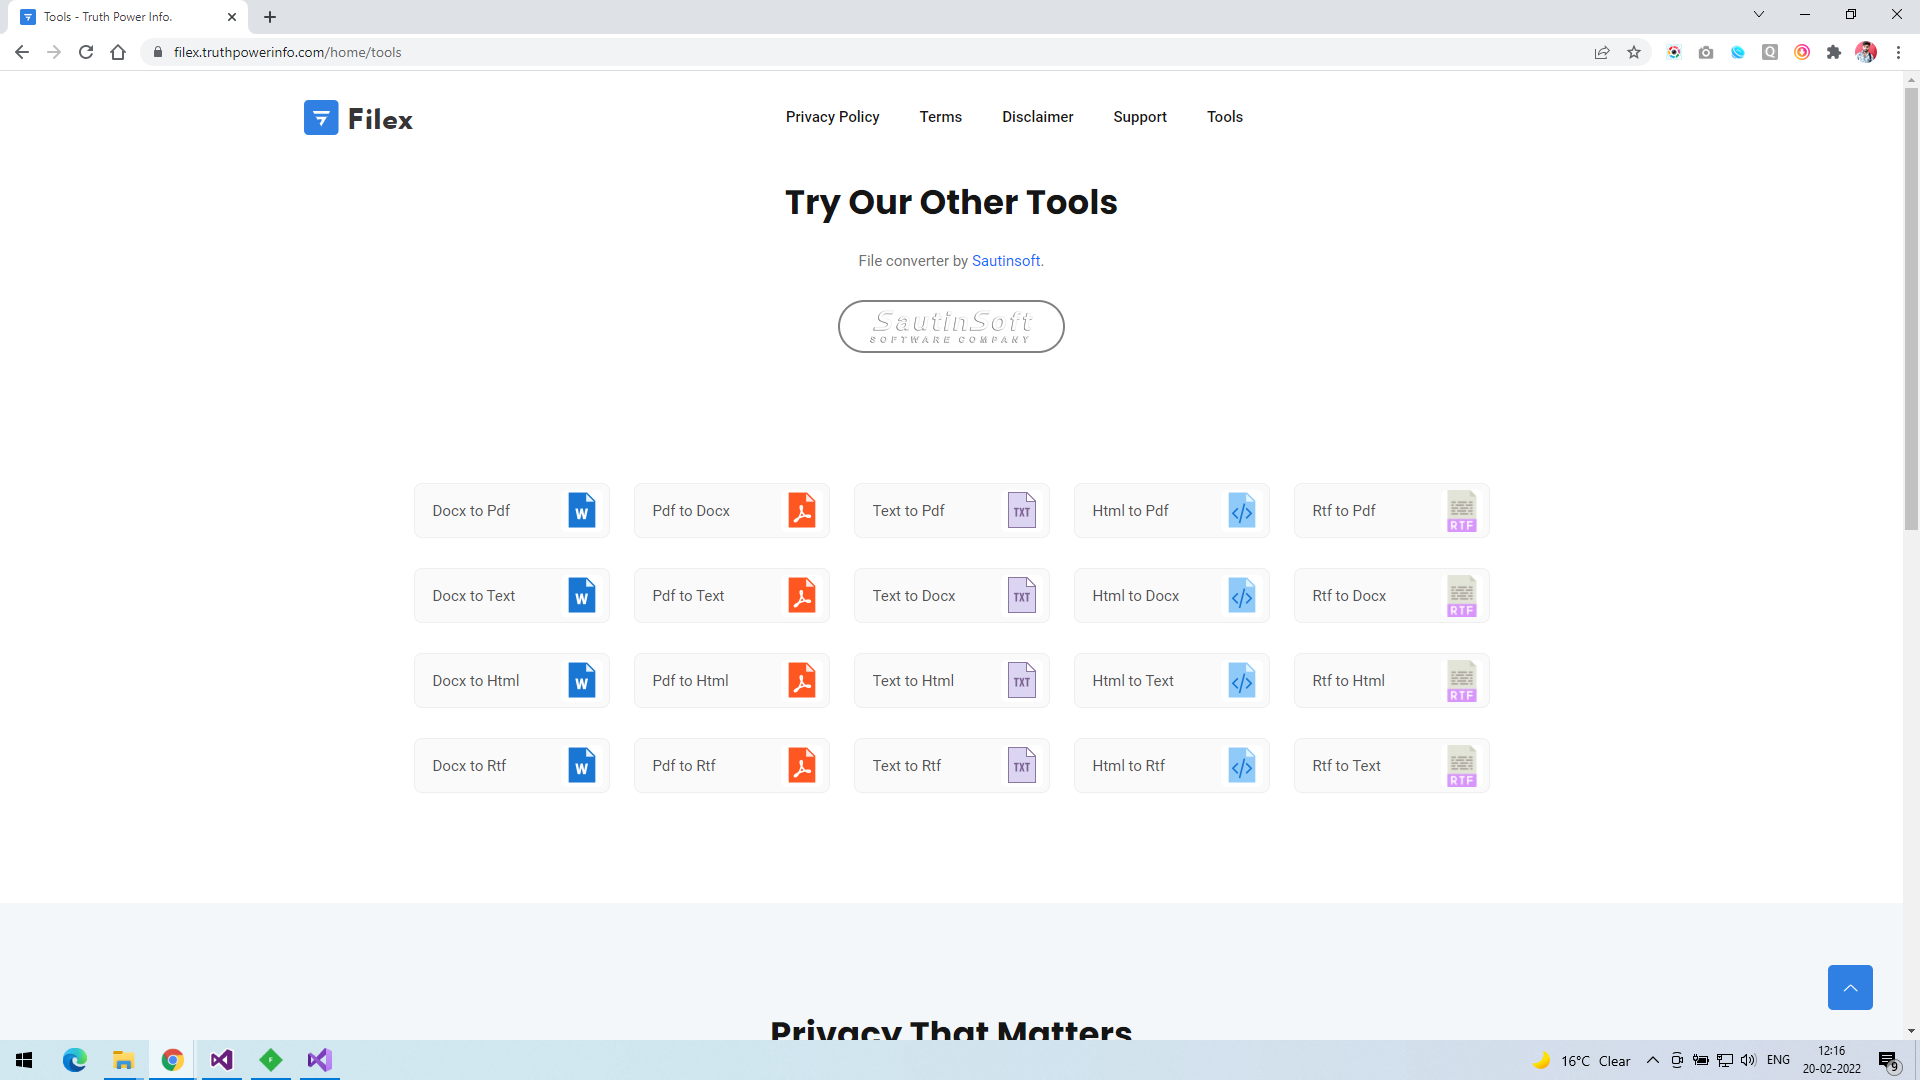 Tools - Truth Power Info.
filex.truthpowerinfo.com/home/tools
Filex
Privacy Policy Terms Disclaimer Support Tools
Try Our Other Tools
File converter by Sautinsoft.
SautinSoft
SOFTWARE COMPANY
Docx to Pdf W Pdf to Docx Text to Pdf TXT Html to Pdf </> Rtf to Pdf RTF
Docx to Text W Pdf to Text Text to Docx TXT Html to Docx </> Rtf to Docx RTF
Docx to Html W Pdf to Html Text to Html TXT Html to Text </> Rtf to Html RTF
Docx to Rtf W Pdf to Rtf Text to Rtf TXT Html to Rtf </> Rtf to Text RTF
Privacy That Matters
16°C Clear ENG 12:16
20-02-2022 9